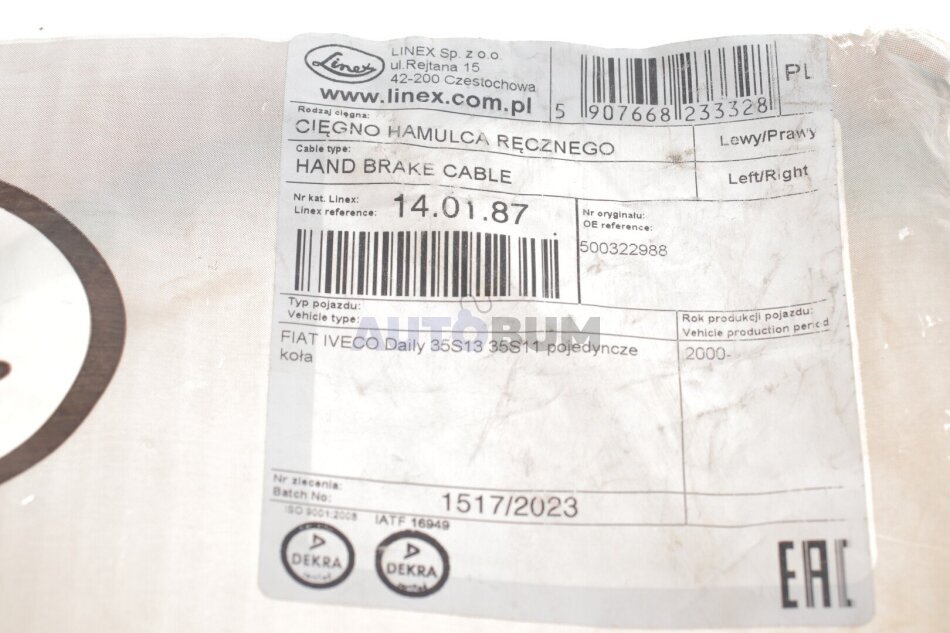 Linex
LINEX Sp. z o.o.
ul.Rejtana 15
42-200 Czestochowa
www.linex.com.pl
5 907668 233328
PL
Rodzaj cięgna:
CIĘGNO HAMULCA RĘCZNEGO
Lewy/Prawy
Cable type:
HAND BRAKE CABLE
Left/Right
Nr kat. Linex:
Linex reference:
14.01.87
Nr oryginału:
OE reference:
500322988
Typ pojazdu:
Vehicle type:
Rok produkcji pojazdu:
Vehicle production period
AUTOBUM
FIAT IVECO Daily 35S13 35S11 pojedyncze
koła
2000-
Nr zlecenia:
Batch No:
1517/2023
ISO 9001:2008
IATF 16949
DEKRA
DEKRA
EAC